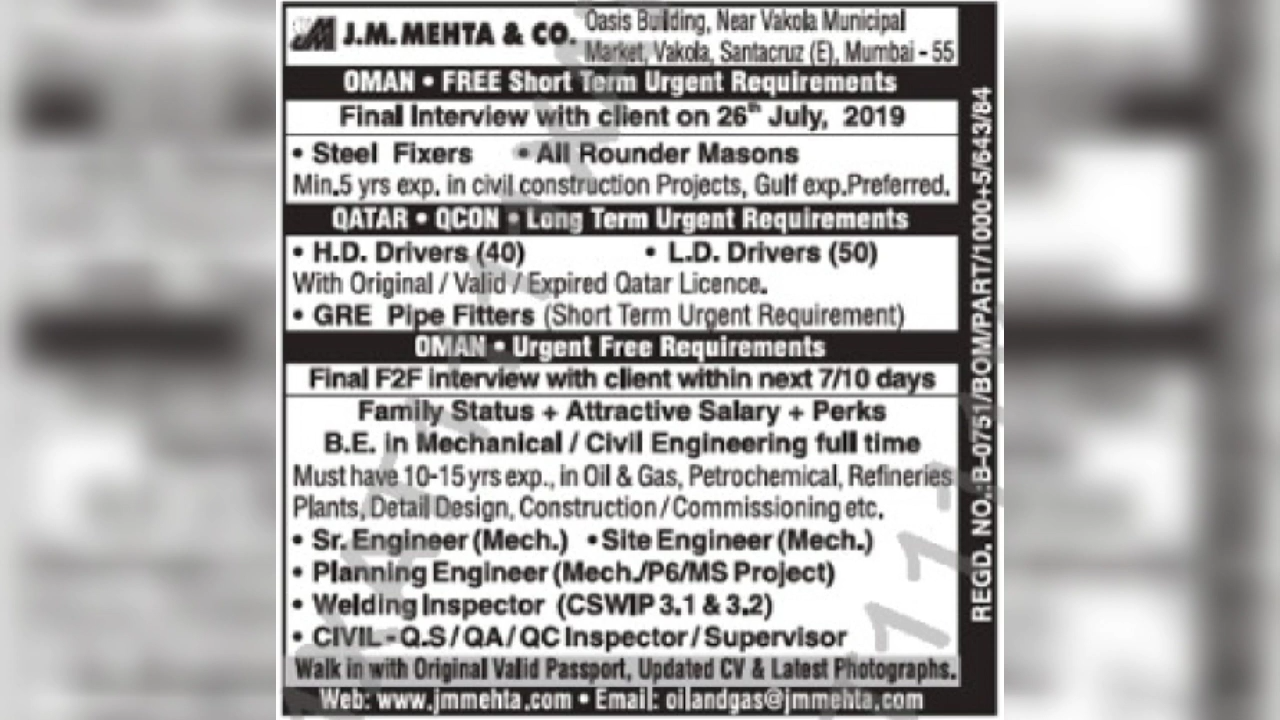 J.M. MEHTA & CO.
Oasis Building, Near Vakola Municipal
Market, Vakola, Santacruz (E), Mumbai - 55
OMAN • FREE Short Term Urgent Requirements
Final Interview with client on 26th July, 2019
• Steel Fixers • All Rounder Masons
Min.5 yrs exp. in civil construction Projects, Gulf exp.Preferred.
QATAR • QCON • Long Term Urgent Requirements
• H.D. Drivers (40) • L.D. Drivers (50)
With Original / Valid / Expired Qatar Licence.
• GRE Pipe Fitters (Short Term Urgent Requirement)
OMAN • Urgent Free Requirements
Final F2F interview with client within next 7/10 days
Family Status + Attractive Salary + Perks
B.E. in Mechanical / Civil Engineering full time
Must have 10-15 yrs exp., in Oil & Gas, Petrochemical, Refineries
Plants, Detail Design, Construction / Commissioning etc.
• Sr. Engineer (Mech.) • Site Engineer (Mech.)
• Planning Engineer (Mech./P6/MS Project)
• Welding Inspector (CSWIP 3.1 & 3.2)
• CIVIL - Q.S / QA / QC Inspector / Supervisor
Walk in with Original Valid Passport, Updated CV & Latest Photographs.
Web: www.jmmehta.com • Email: oilandgas@jmmehta.com
REGD. NO.:B-0751/BOM/PART/1000+5/643/84